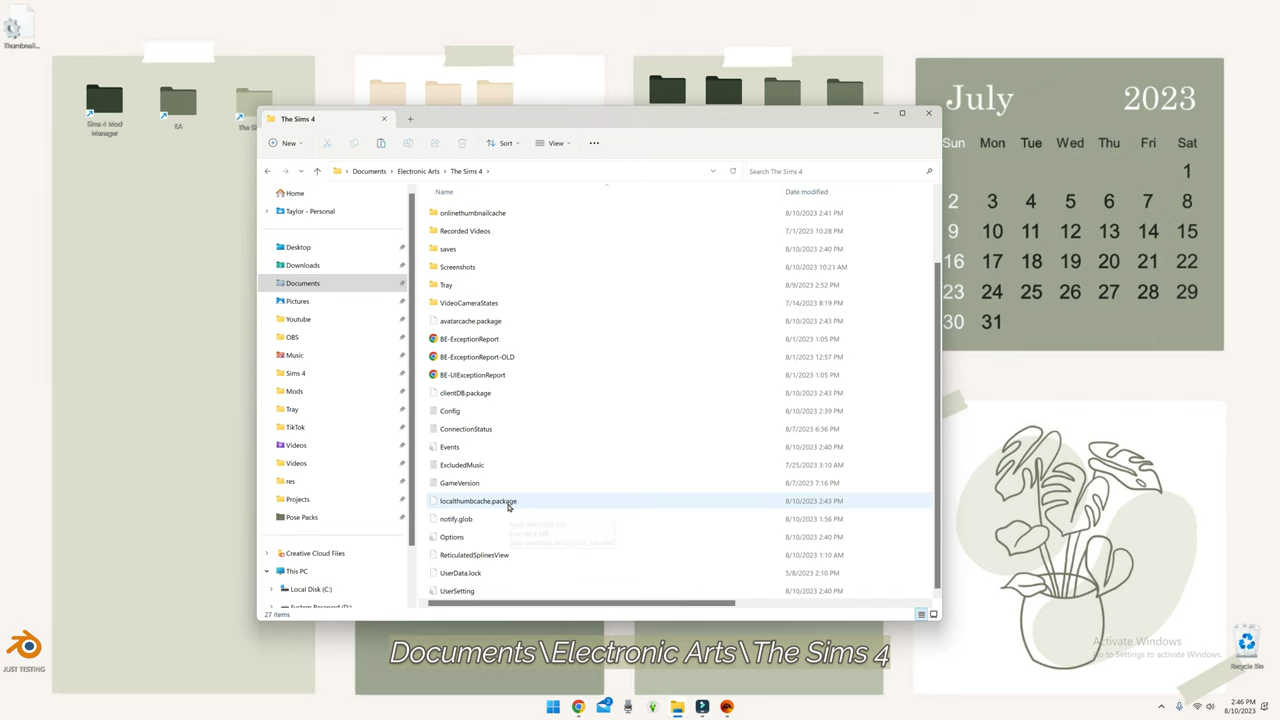 Thumbnail...
Sims 4 Mod
Manager
EA
July 2023
Sun Mon Tue Wed Thu Fri Sat
1
2 3 4 5 6 7 8
9 10 11 12 13 14 15
16 17 18 19 20 21 22
23 24 25 26 27 28 29
30 31
The Sims 4
New
Sort
View
Documents > Electronic Arts > The Sims 4 >
Search The Sims 4
Home
Taylor - Personal
Desktop
Downloads
Documents
Pictures
Youtube
OBS
Music
Sims 4
Mods
Tray
TikTok
Videos
Videos
res
Projects
Pose Packs
Creative Cloud Files
This PC
Local Disk (C:)
System Reserved (D:)
Name Date modified
onlinethumbnailcache 8/10/2023 2:41 PM
Recorded Videos 7/1/2023 10:28 PM
saves 8/10/2023 2:40 PM
Screenshots 8/10/2023 10:21 AM
Tray 8/9/2023 2:52 PM
VideoCameraStates 7/14/2023 8:19 PM
avatarcache.package 8/10/2023 2:43 PM
BE-ExceptionReport 8/1/2023 1:05 PM
BE-ExceptionReport-OLD 8/1/2023 12:57 PM
BE-UIExceptionReport 8/1/2023 1:05 PM
clientDB.package 8/10/2023 2:43 PM
Config 8/10/2023 2:39 PM
ConnectionStatus 8/7/2023 6:36 PM
Events 8/10/2023 2:40 PM
ExcludedMusic 7/25/2023 3:10 AM
GameVersion 8/7/2023 7:16 PM
localthumbcache.package 8/10/2023 2:43 PM
notify.glob 8/10/2023 1:56 PM
Options 8/10/2023 2:40 PM
ReticulatedSplinesView 8/10/2023 1:10 AM
UserData.lock 5/8/2023 2:10 PM
UserSetting 8/10/2023 2:40 PM
Type: PACKAGE File
27 items
Documents\Electronic Arts\The Sims 4
JUST TESTING
Activate Windows
Go to Settings to activate Windows.
Recycle Bin
2:46 PM
8/10/2023